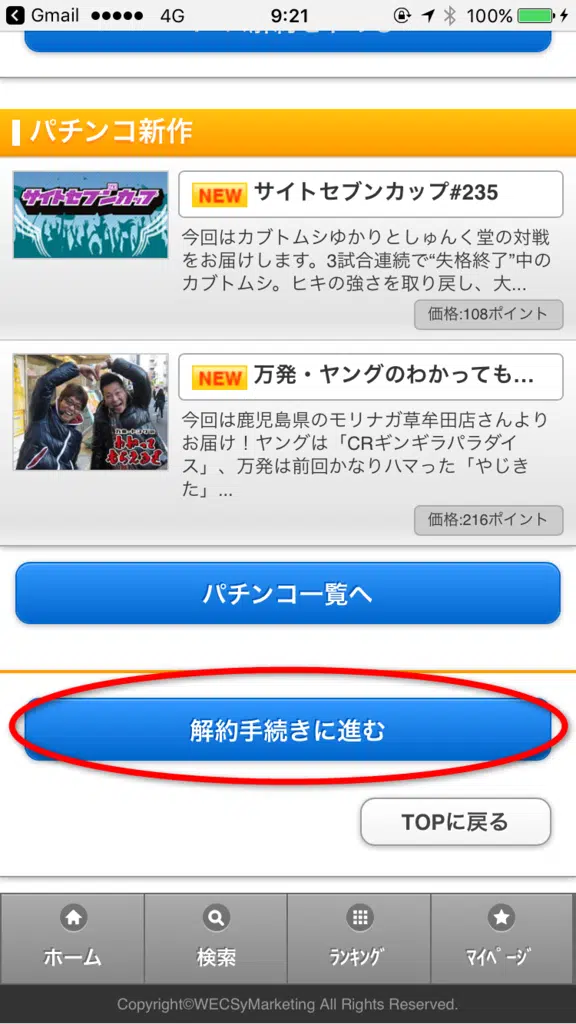 Gmail 4G 9:21 100%
パチンコ新作
サイトセブンカップ
NEW サイトセブンカップ#235
今回はカブトムシゆかりとしゅんく堂の対戦
をお届けします。3試合連続で“失格終了”中の
カブトムシ。ヒキの強さを取り戻し、大...
価格:108ポイント
NEW 万発・ヤングのわかっても...
わかって
もらえるさ
今回は鹿児島県のモリナガ草牟田店さんより
お届け！ヤングは「CRギンギラパラダイ
ス」、万発は前回かなりハマった「やじき
た」...
価格:216ポイント
パチンコ一覧へ
解約手続きに進む
TOPに戻る
ホーム 検索 ﾗﾝｷﾝｸﾞ ﾏｲﾍﾟｰｼﾞ
Copyright©WECSyMarketing All Rights Reserved.